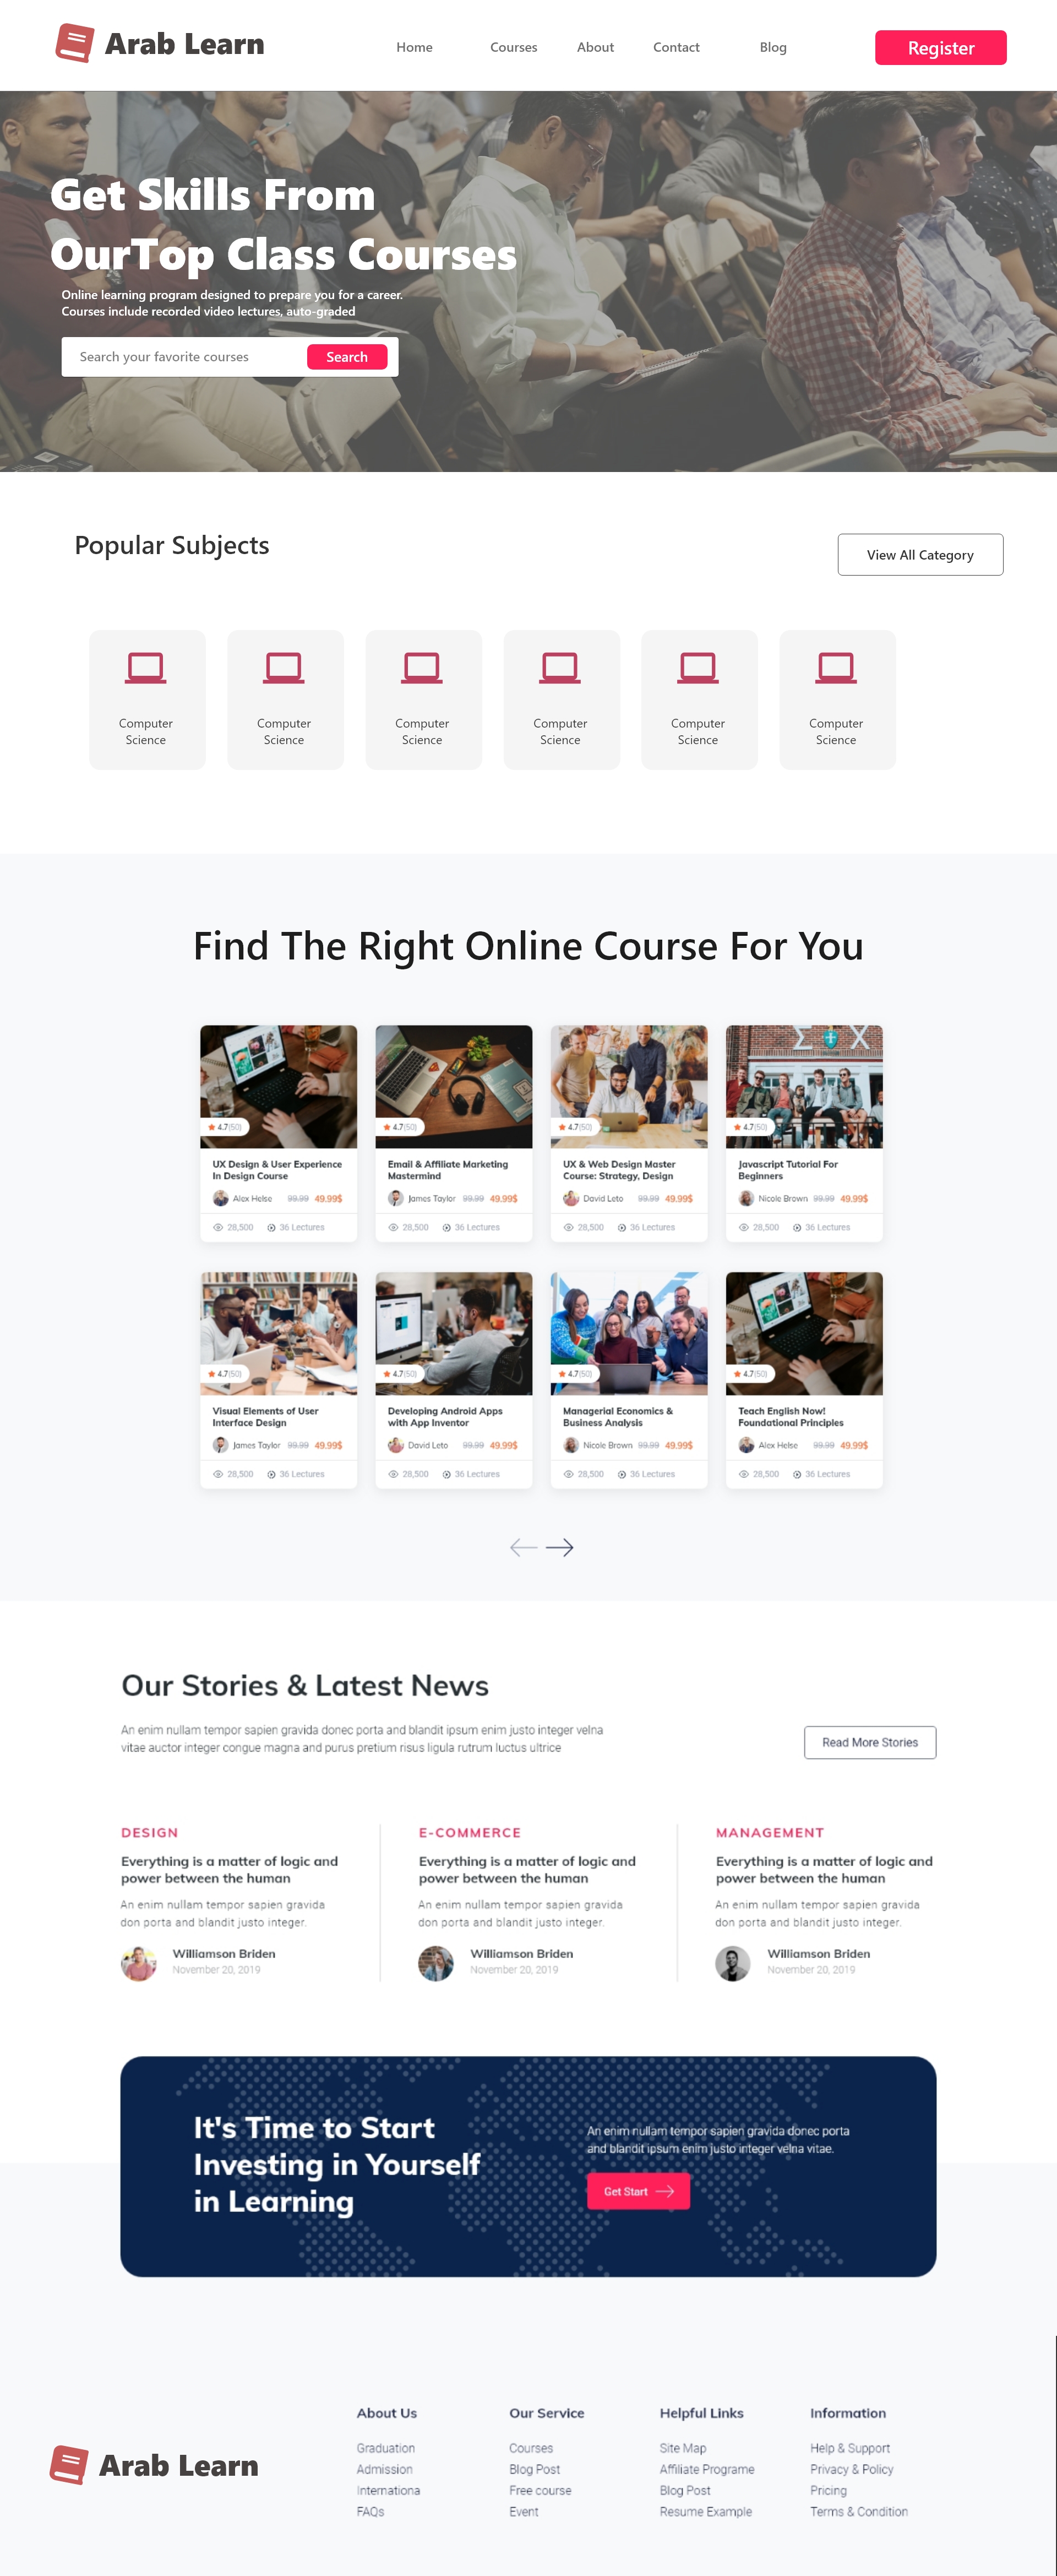 Arab Learn
Home Courses About Contact Blog
Register
Get Skills From
OurTop Class Courses
Online learning program designed to prepare you for a career.
Courses include recorded video lectures, auto-graded
Search your favorite courses
Search
Popular Subjects
View All Category
Computer
Science
Computer
Science
Computer
Science
Computer
Science
Computer
Science
Computer
Science
Find The Right Online Course For You
4.7(50)
UX Design & User Experience
In Design Course
Alex Helse 99.99 49.99$
28,500 36 Lectures
4.7(50)
Email & Affiliate Marketing
Mastermind
James Taylor 99.99 49.99$
28,500 36 Lectures
4.7(50)
UX & Web Design Master
Course: Strategy, Design
David Leto 99.99 49.99$
28,500 36 Lectures
Σ X
4.7(50)
Javascript Tutorial For
Beginners
Nicole Brown 99.99 49.99$
28,500 36 Lectures
4.7(50)
Visual Elements of User
Interface Design
James Taylor 99.99 49.99$
28,500 36 Lectures
4.7(50)
Developing Android Apps
with App Inventor
David Leto 99.99 49.99$
28,500 36 Lectures
4.7(50)
Managerial Economics &
Business Analysis
Nicole Brown 99.99 49.99$
28,500 36 Lectures
4.7(50)
Teach English Now!
Foundational Principles
Alex Helse 99.99 49.99$
28,500 36 Lectures
Our Stories & Latest News
An enim nullam tempor sapien gravida donec porta and blandit ipsum enim justo integer velna
vitae auctor integer congue magna and purus pretium risus ligula rutrum luctus ultrice
Read More Stories
DESIGN
Everything is a matter of logic and
power between the human
An enim nullam tempor sapien gravida
don porta and blandit justo integer.
Williamson Briden
November 20, 2019
E-COMMERCE
Everything is a matter of logic and
power between the human
An enim nullam tempor sapien gravida
don porta and blandit justo integer.
Williamson Briden
November 20, 2019
MANAGEMENT
Everything is a matter of logic and
power between the human
An enim nullam tempor sapien gravida
don porta and blandit justo integer.
Williamson Briden
November 20, 2019
It's Time to Start
Investing in Yourself
in Learning
An enim nullam tempor sapien gravida donec porta
and blandit ipsum enim justo integer velna vitae.
Get Start
Arab Learn
About Us
Graduation
Admission
Internationa
FAQs
Our Service
Courses
Blog Post
Free course
Event
Helpful Links
Site Map
Affiliate Programe
Blog Post
Resume Example
Information
Help & Support
Privacy & Policy
Pricing
Terms & Condition